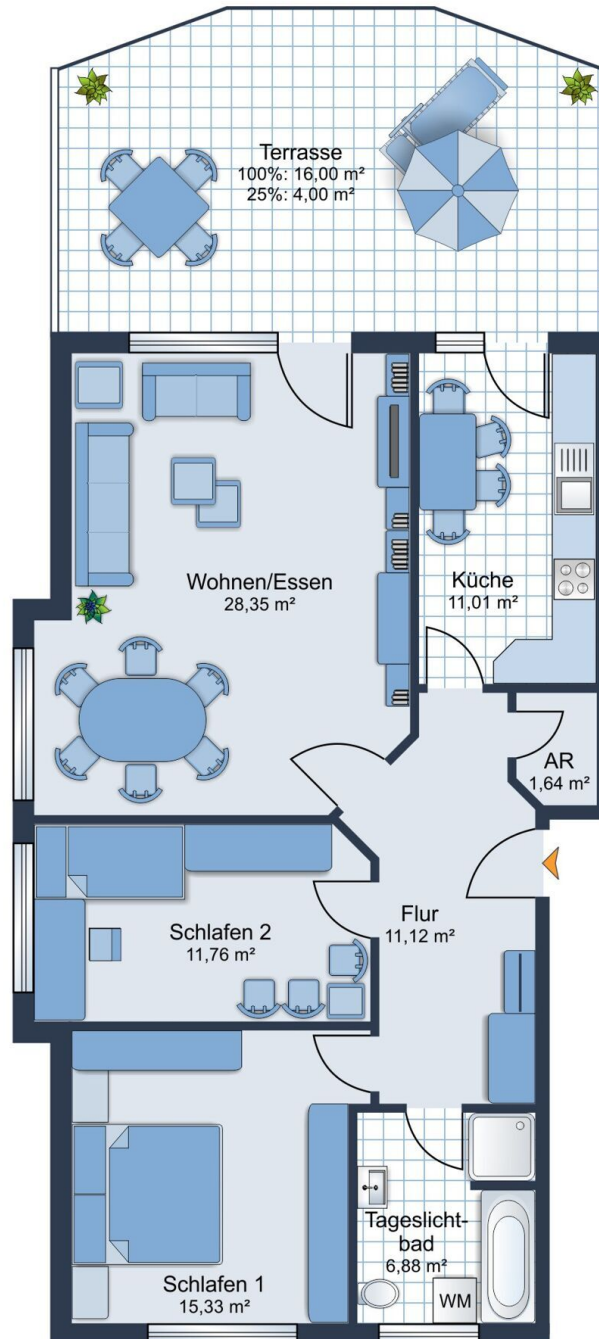 Terrasse
100%: 16,00 m²
25%: 4,00 m²
Wohnen/Essen
28,35 m²
Küche
11,01 m²
AR
1,64 m²
Schlafen 2
11,76 m²
Flur
11,12 m²
Schlafen 1
15,33 m²
Tageslicht-
bad
6,88 m²
WM